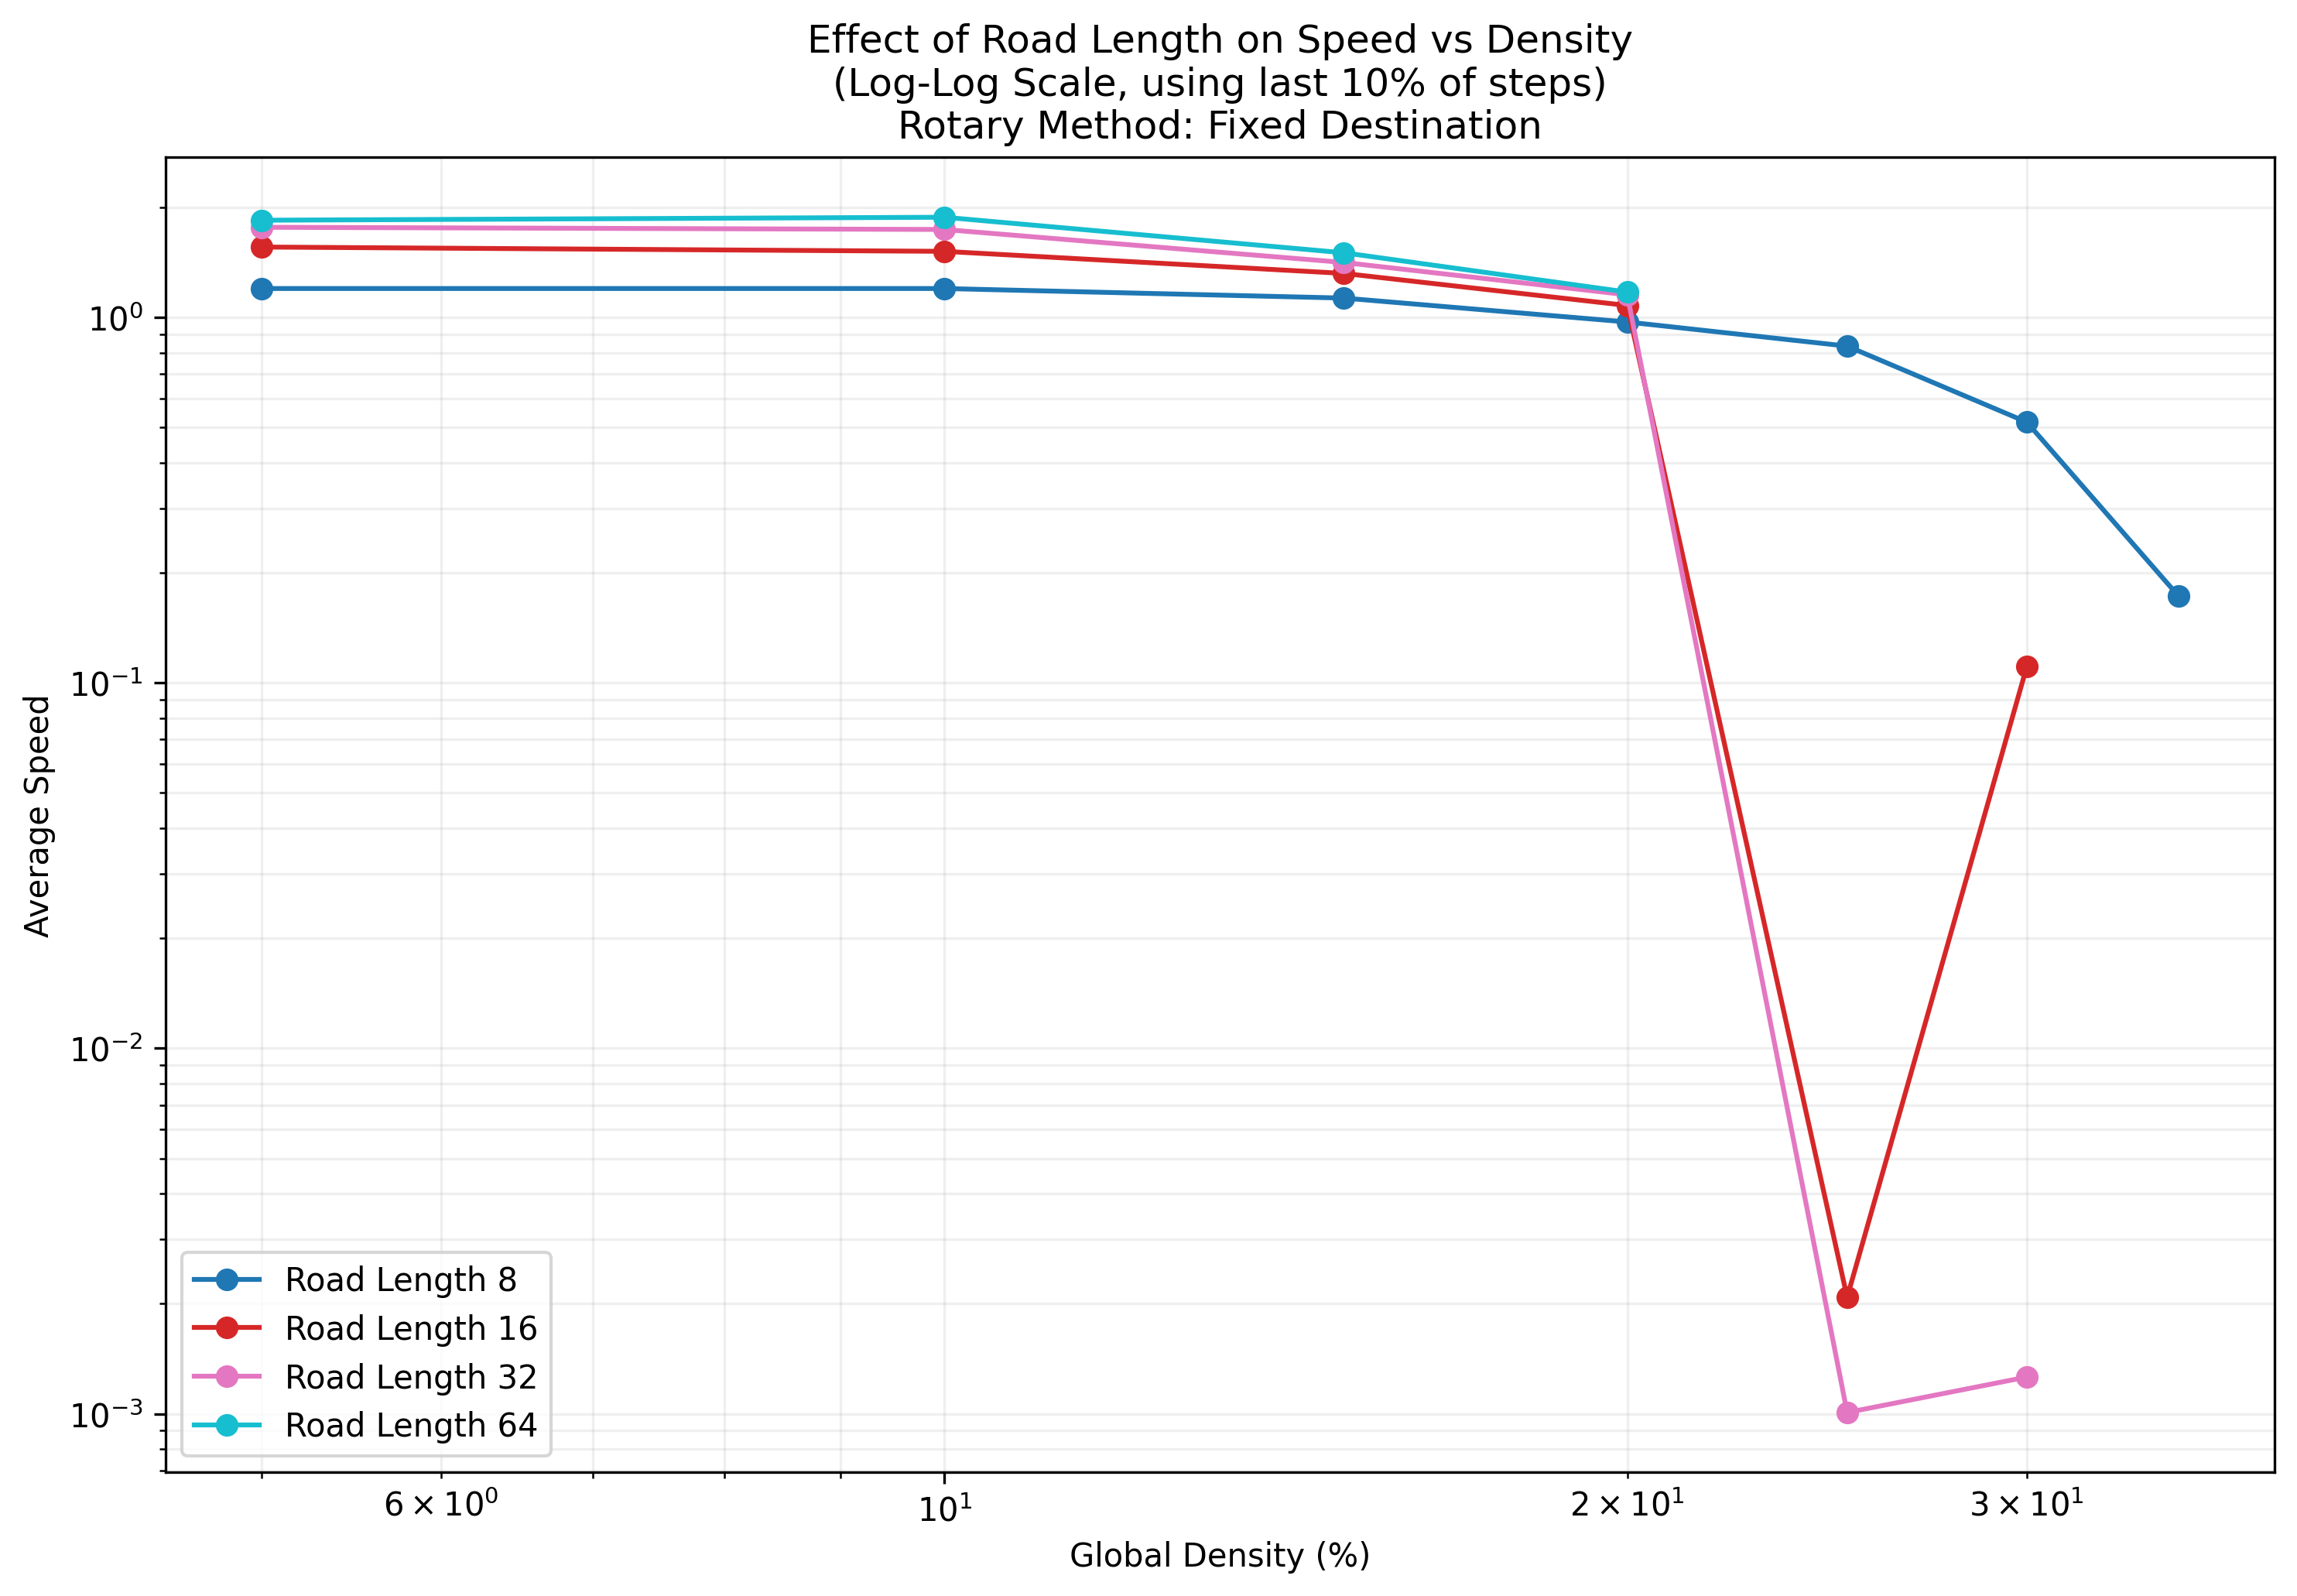 Effect of Road Length on Speed vs Density
(Log-Log Scale, using last 10% of steps)
Rotary Method: Fixed Destination
Average Speed
10⁰
10⁻¹
10⁻²
10⁻³
Road Length 8
Road Length 16
Road Length 32
Road Length 64
6 × 10⁰
10¹
2 × 10¹
3 × 10¹
Global Density (%)